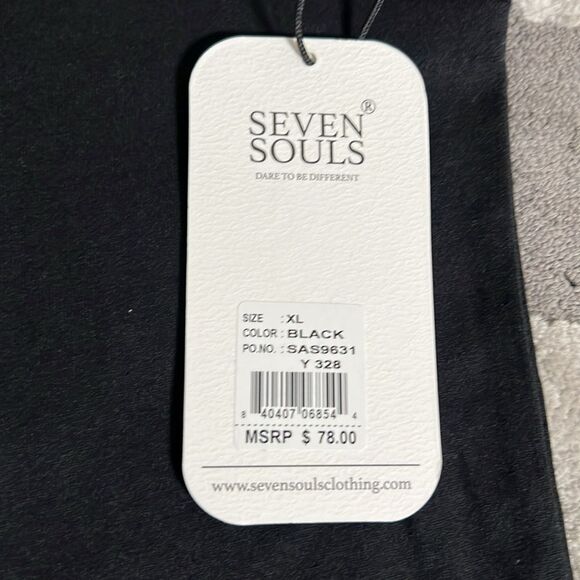 SEVEN ®
SOULS
DARE TO BE DIFFERENT
SIZE : XL
COLOR : BLACK
PO.NO. : SAS9631
Y 328
8 40407 06854 4
MSRP $ 78.00
www.sevensoulsclothing.com